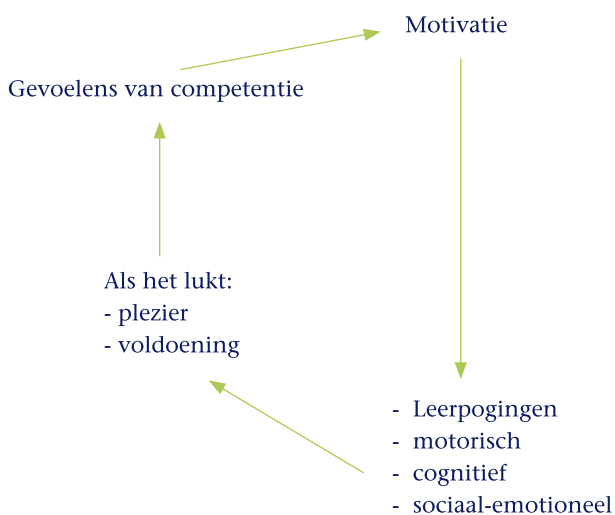 Motivatie
Gevoelens van competentie
Als het lukt:
- plezier
- voldoening
- Leerpogingen
- motorisch
- cognitief
- sociaal-emotioneel